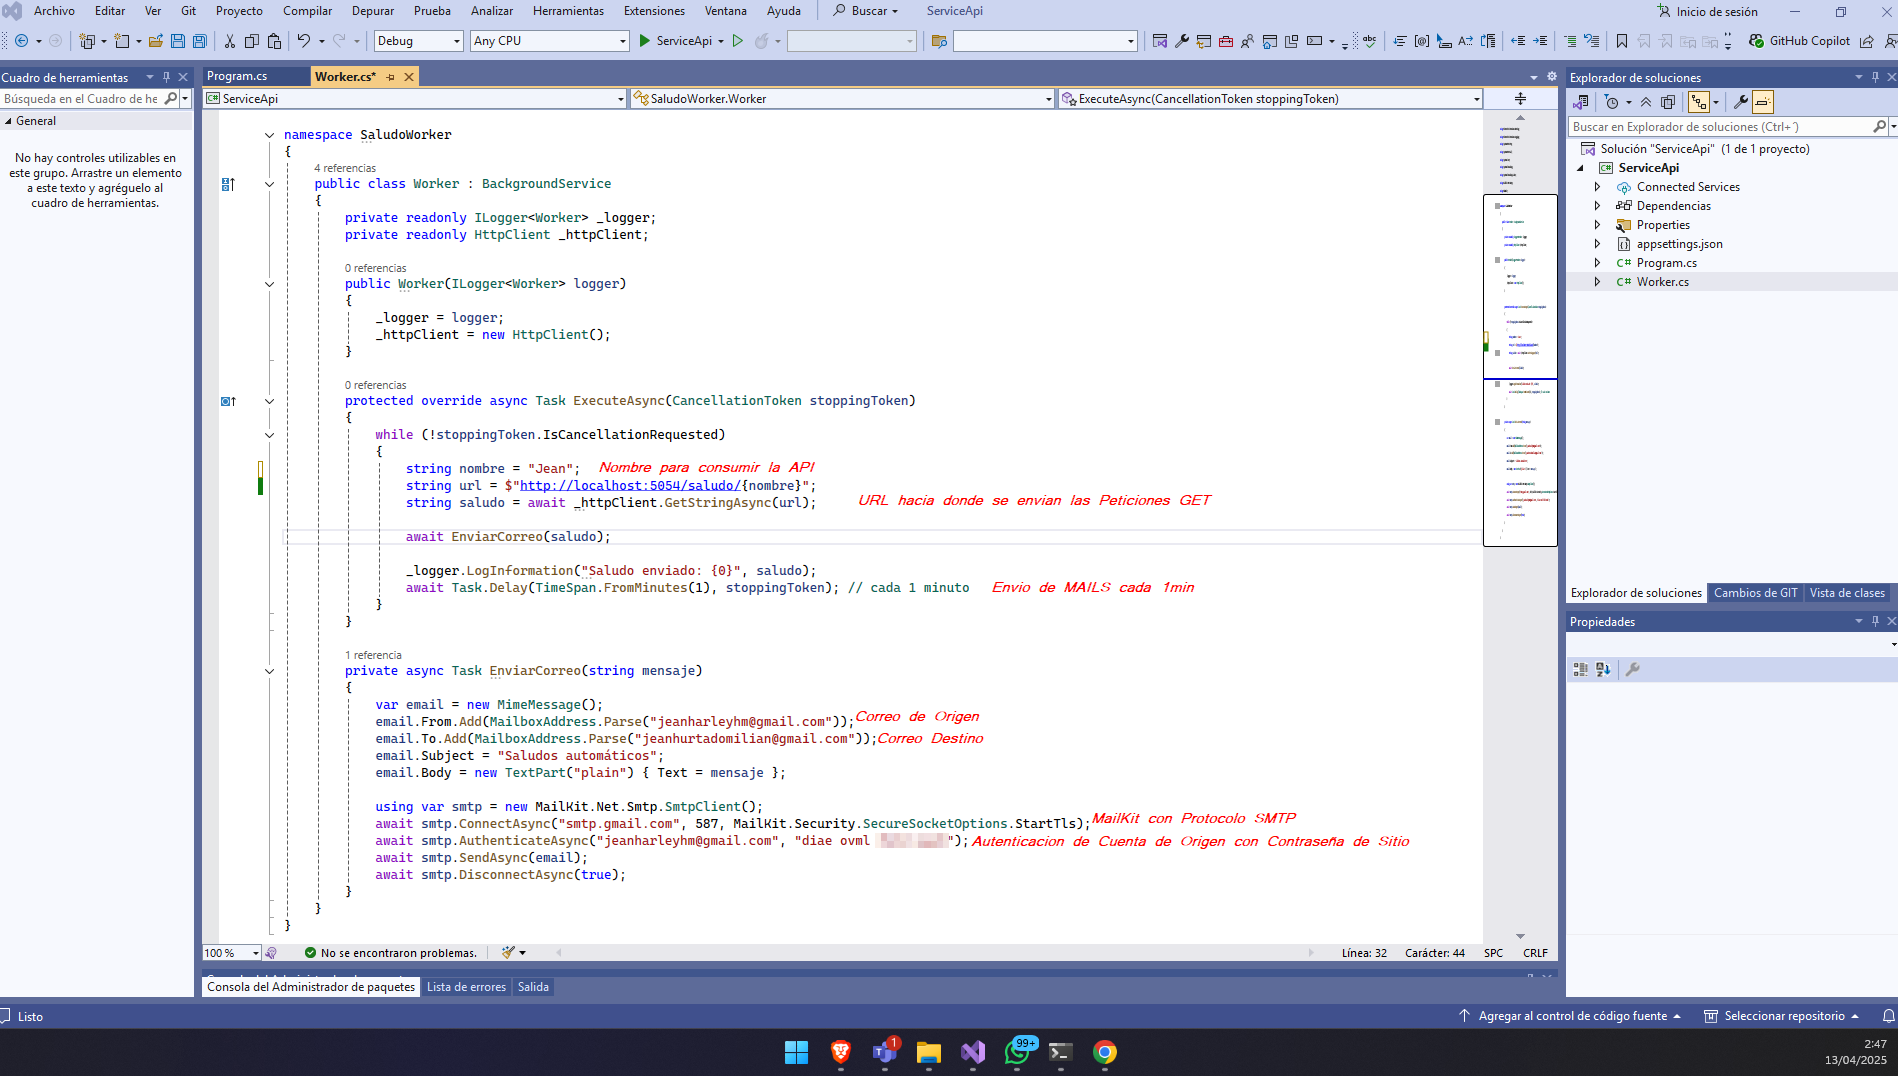 Archivo Editar Ver Git Proyecto Compilar Depurar Prueba Analizar Herramientas Extensiones Ventana Ayuda Buscar ServiceApi Inicio de sesión
Debug Any CPU ServiceApi GitHub Copilot
Cuadro de herramientas
Búsqueda en el Cuadro de he
General
No hay controles utilizables en
este grupo. Arrastre un elemento
a este texto y agréguelo al
cuadro de herramientas.
Program.cs Worker.cs*
ServiceApi SaludoWorker.Worker ExecuteAsync(CancellationToken stoppingToken)
namespace SaludoWorker
{
4 referencias
public class Worker : BackgroundService
{
private readonly ILogger<Worker> _logger;
private readonly HttpClient _httpClient;
0 referencias
public Worker(ILogger<Worker> logger)
{
_logger = logger;
_httpClient = new HttpClient();
}
0 referencias
protected override async Task ExecuteAsync(CancellationToken stoppingToken)
{
while (!stoppingToken.IsCancellationRequested)
{
string nombre = "Jean"; Nombre para consumir la API
string url = $"http://localhost:5054/saludo/{nombre}";
string saludo = await _httpClient.GetStringAsync(url); URL hacia donde se envian las Peticiones GET
await EnviarCorreo(saludo);
_logger.LogInformation("Saludo enviado: {0}", saludo);
await Task.Delay(TimeSpan.FromMinutes(1), stoppingToken); // cada 1 minuto Envio de MAILS cada 1min
}
}
1 referencia
private async Task EnviarCorreo(string mensaje)
{
var email = new MimeMessage();
email.From.Add(MailboxAddress.Parse("jeanharleyhm@gmail.com")); Correo de Origen
email.To.Add(MailboxAddress.Parse("jeanhurtadomilian@gmail.com")); Correo Destino
email.Subject = "Saludos automáticos";
email.Body = new TextPart("plain") { Text = mensaje };
using var smtp = new MailKit.Net.Smtp.SmtpClient();
await smtp.ConnectAsync("smtp.gmail.com", 587, MailKit.Security.SecureSocketOptions.StartTls); MailKit con Protocolo SMTP
await smtp.AuthenticateAsync("jeanharleyhm@gmail.com", "diae ovml "); Autenticacion de Cuenta de Origen con Contraseña de Sitio
await smtp.SendAsync(email);
await smtp.DisconnectAsync(true);
}
}
}
100 % No se encontraron problemas. Línea: 32 Carácter: 44 SPC CRLF
Consola del Administrador de paquetes Lista de errores Salida
Explorador de soluciones
Buscar en Explorador de soluciones (Ctrl+´)
Solución "ServiceApi" (1 de 1 proyecto)
ServiceApi
Connected Services
Dependencias
Properties
appsettings.json
C# Program.cs
C# Worker.cs
Explorador de soluciones Cambios de GIT Vista de clases
Propiedades
Listo Agregar al control de código fuente Seleccionar repositorio
1 99+
2:47
13/04/2025